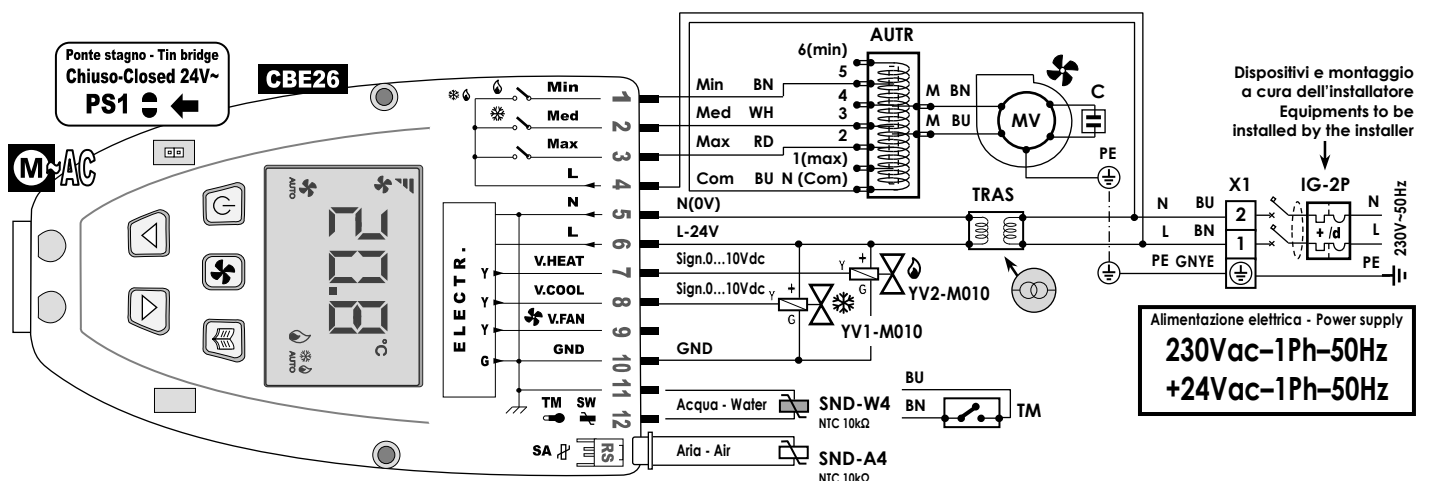 Ponte stagno - Tin bridge
Chiuso-Closed 24V~
PS1
CBE26
M~AC
Min
Med
Max
L
N
L
V.HEAT
V.COOL
V.FAN
GND
ELECTR.
Y
Y
Y
G
TM SW
SA
RS
1
2
3
4
5
6
7
8
9
10
11
12
AUTO
20.8
°C
AUTO
Min BN
Med WH
Max RD
Com BU N (Com)
AUTR
6(min)
5
4
3
2
1(max)
M BN
M BU
MV
C
PE
N(0V)
L-24V
TRAS
Sign.0...10Vdc
Sign.0...10Vdc
Y + G
YV2-M010
Y + G
YV1-M010
GND
Acqua - Water
SND-W4
NTC 10kΩ
Aria - Air
SND-A4
NTC 10kΩ
BU
BN
TM
Dispositivi e montaggio
a cura dell'installatore
Equipments to be
installed by the installer
X1 IG-2P
N BU 2 N
L BN 1 +/d L
PE GNYE PE
230V~50Hz
Alimentazione elettrica - Power supply
230Vac–1Ph–50Hz
+24Vac–1Ph–50Hz